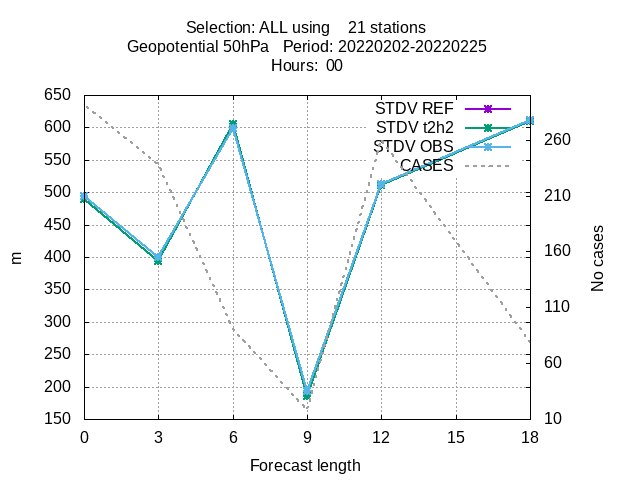 Selection: ALL using 21 stations
Geopotential 50hPa Period: 20220202-20220225
Hours: 00
650
600
550
500
450
400
350
300
250
200
150
m
STDV REF
STDV t2h2
STDV OBS
CASES
260
210
160
110
60
10
No cases
0 3 6 9 12 15 18
Forecast length